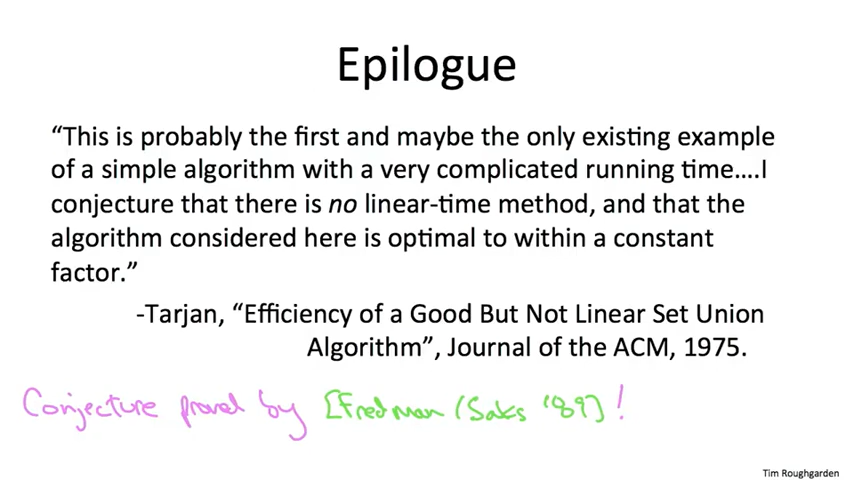 Epilogue
“This is probably the first and maybe the only existing example
of a simple algorithm with a very complicated running time….I
conjecture that there is no linear-time method, and that the
algorithm considered here is optimal to within a constant
factor.”
-Tarjan, “Efficiency of a Good But Not Linear Set Union
Algorithm”, Journal of the ACM, 1975.
Conjecture proved by [Fredman/Saks '89]!
Tim Roughgarden